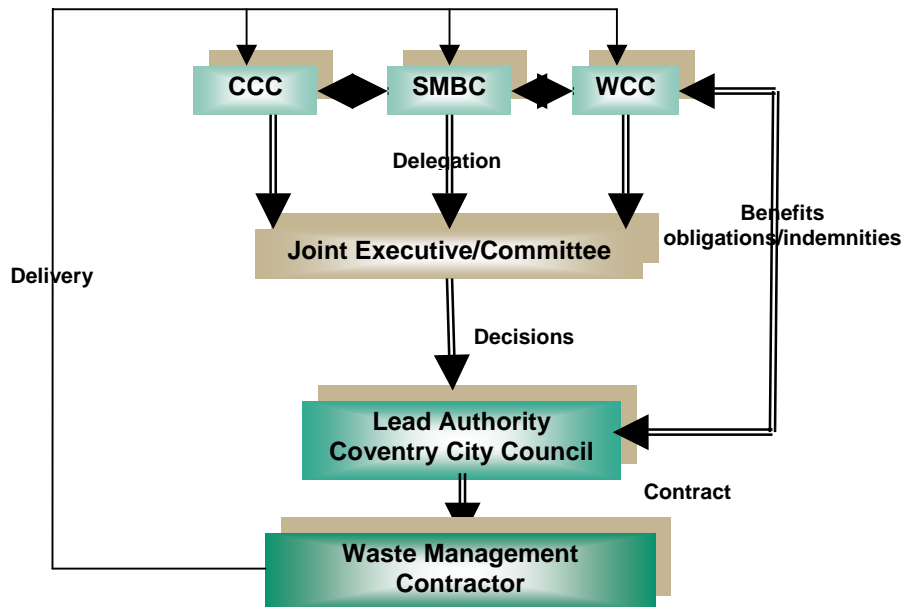 CCC
SMBC
WCC
Delegation
Benefits
obligations/indemnities
Joint Executive/Committee
Delivery
Decisions
Lead Authority
Coventry City Council
Contract
Waste Management
Contractor